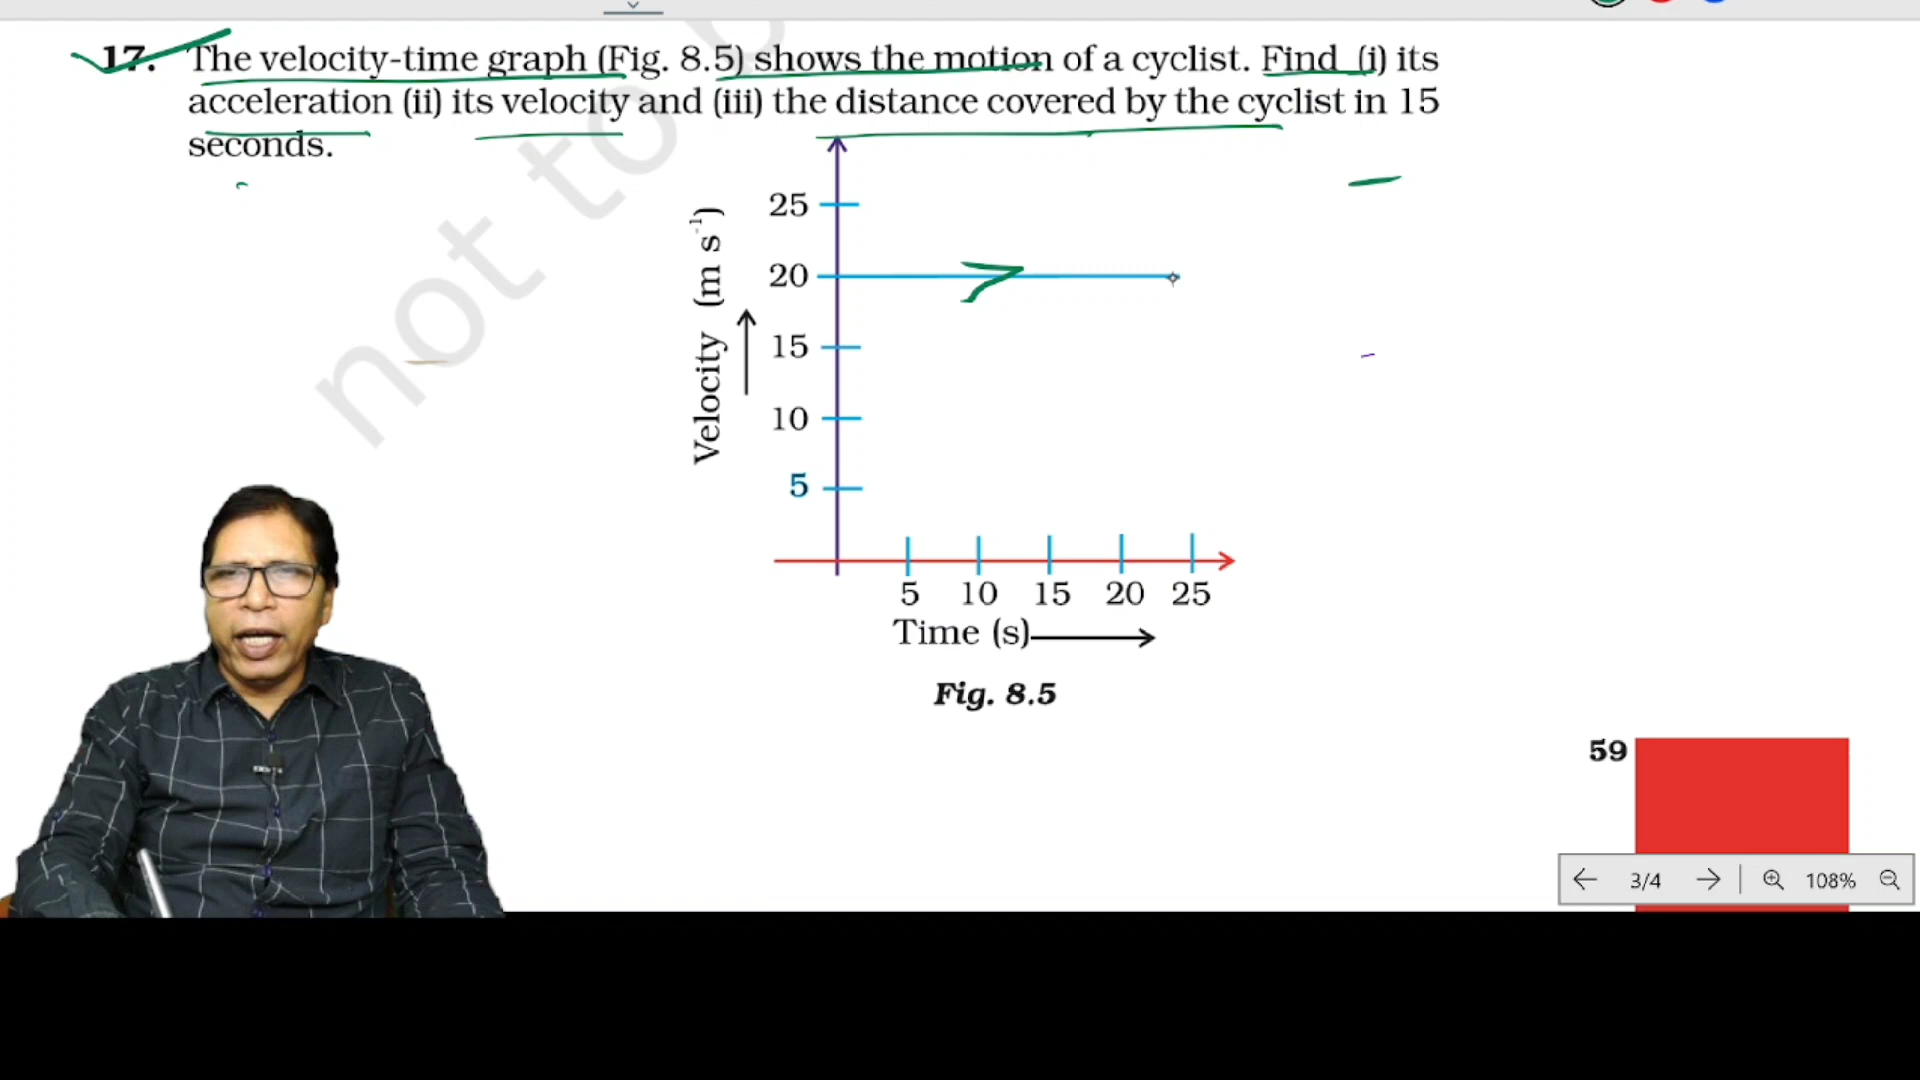 17. The velocity-time graph (Fig. 8.5) shows the motion of a cyclist. Find (i) its
acceleration (ii) its velocity and (iii) the distance covered by the cyclist in 15
seconds.
not to b
Velocity (m s⁻¹)
25
20
15
10
5
5 10 15 20 25
Time (s)
Fig. 8.5
59
3/4 108%